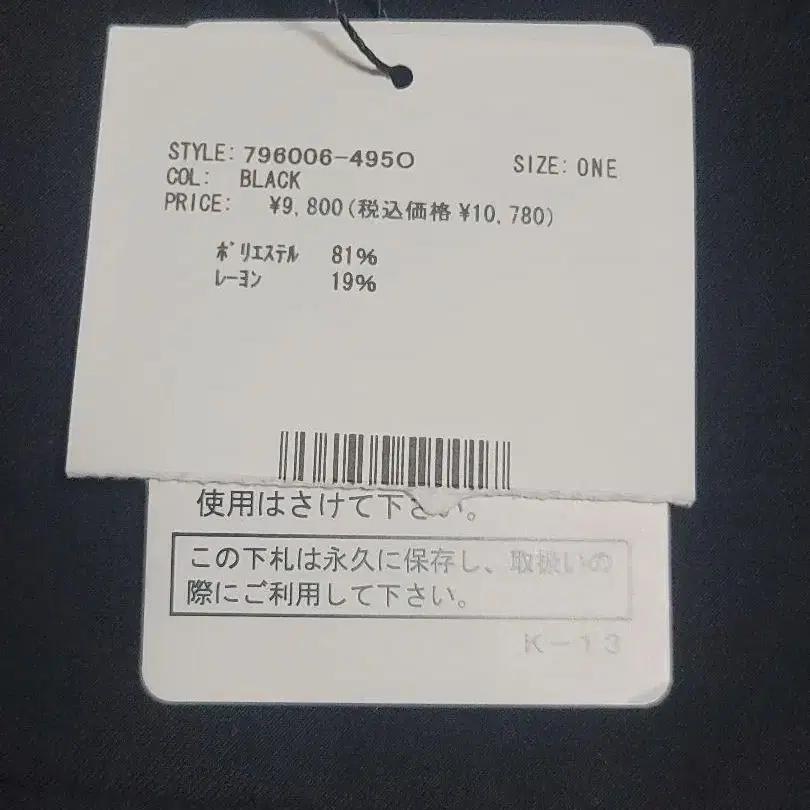 STYLE: 796006-4950 SIZE: ONE
COL: BLACK
PRICE: ¥9,800(税込価格 ¥10,780)
ﾎﾟﾘｴｽﾃﾙ 81%
ﾚｰﾖﾝ 19%
使用はさけて下さい。
この下札は永久に保存し、取扱いの
際にご利用して下さい。
K-13